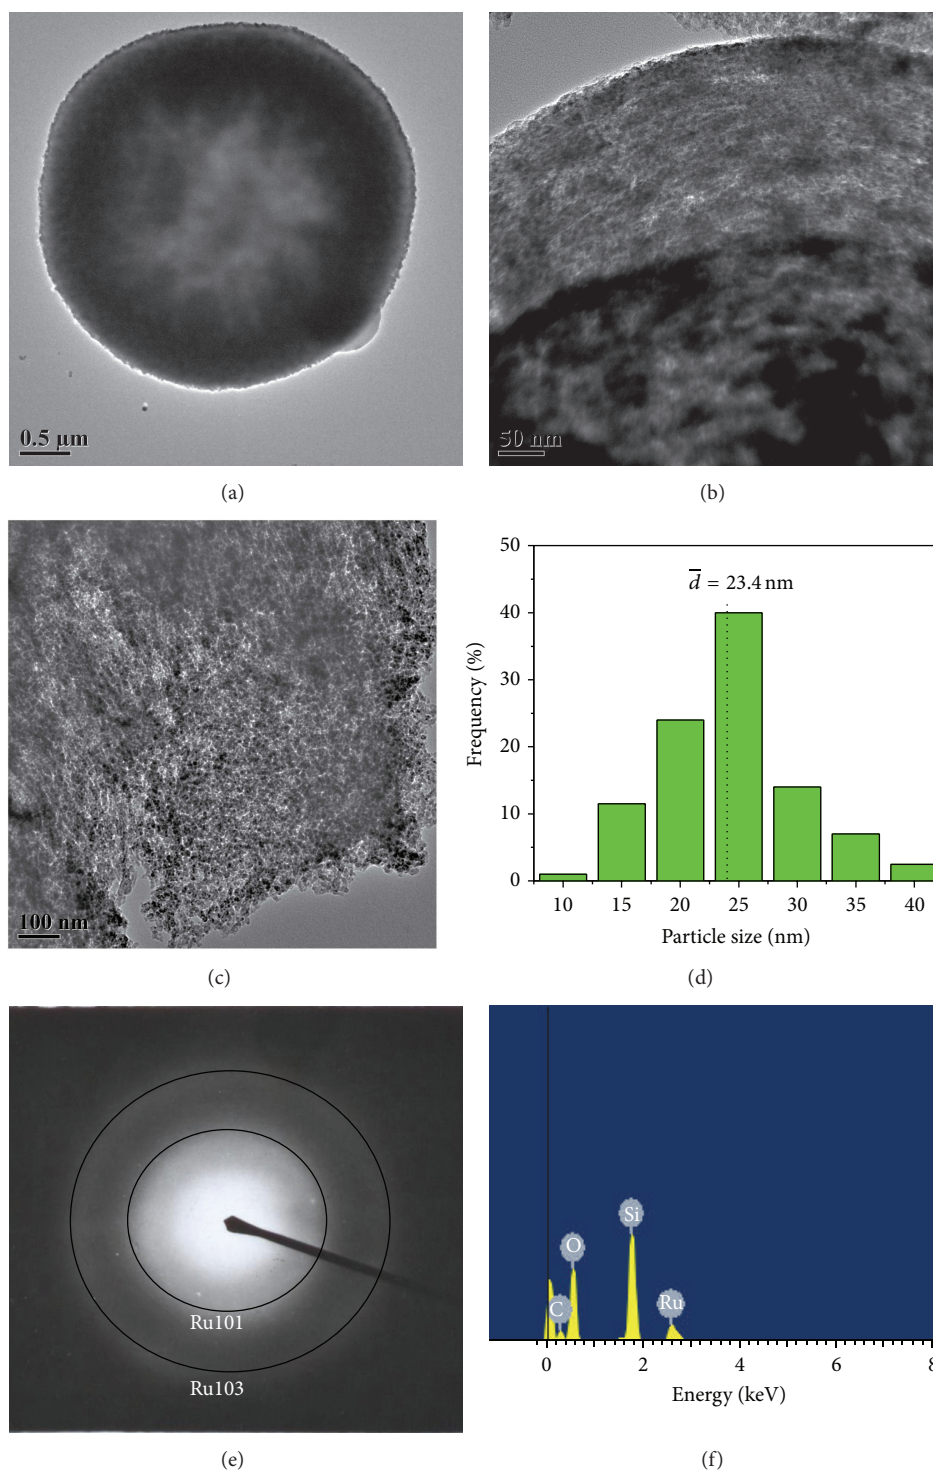 0.5 μm
50 nm
(a)
(b)
100 nm
(c)
50
40
30
20
10
0
Frequency (%)
d̅ = 23.4 nm
10 15 20 25 30 35 40
Particle size (nm)
(d)
Ru101
Ru103
(e)
C
O
Si
Ru
0 2 4 6 8
Energy (keV)
(f)